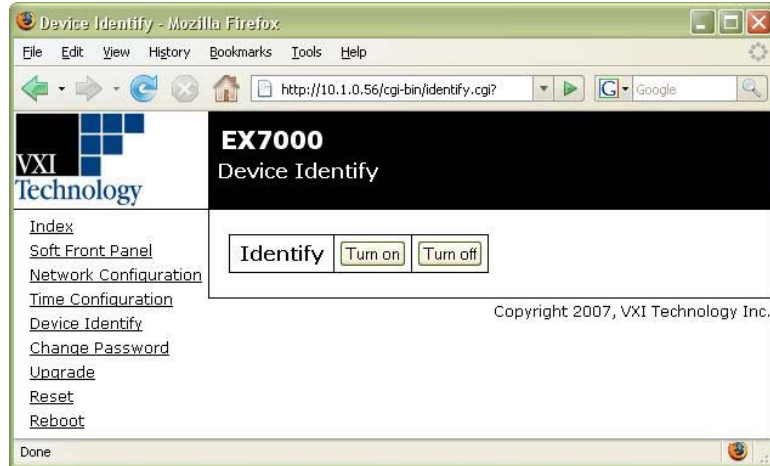 Device Identify - Mozilla Firefox
File Edit View History Bookmarks Tools Help
http://10.1.0.56/cgi-bin/identify.cgi?
G Google
VXI
Technology
EX7000
Device Identify
Index
Soft Front Panel
Network Configuration
Time Configuration
Device Identify
Change Password
Upgrade
Reset
Reboot
Identify Turn on Turn off
Copyright 2007, VXI Technology Inc.
Done